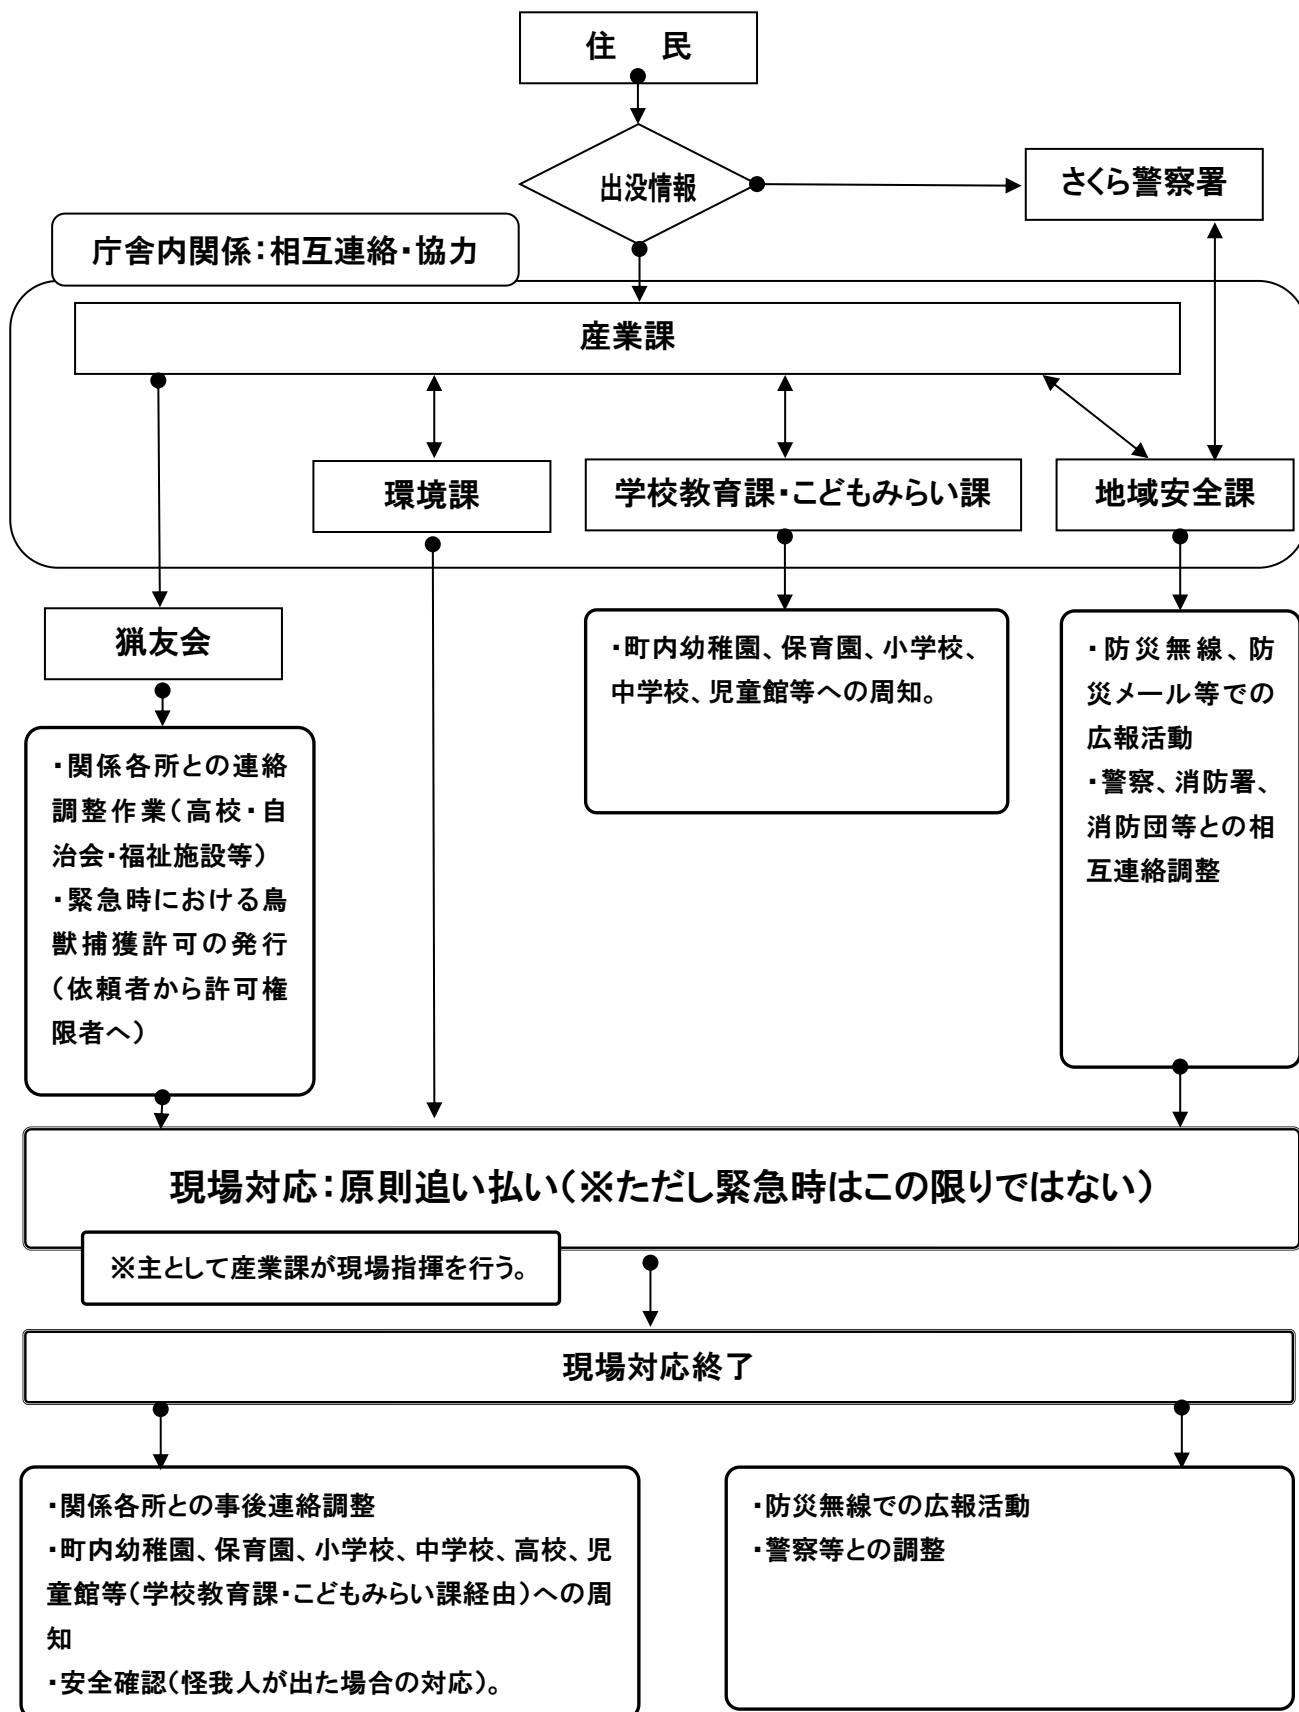 住　民
出没情報
さくら警察署
庁舎内関係：相互連絡・協力
産業課
環境課
学校教育課・こどもみらい課
地域安全課
猟友会
・町内幼稚園、保育園、小学校、
中学校、児童館等への周知。
・防災無線、防
災メール等での
広報活動
・警察、消防署、
消防団等との相
互連絡調整
・関係各所との連絡
調整作業（高校・自
治会・福祉施設等）
・緊急時における鳥
獣捕獲許可の発行
（依頼者から許可権
限者へ）
現場対応：原則追い払い（※ただし緊急時はこの限りではない）
※主として産業課が現場指揮を行う。
現場対応終了
・関係各所との事後連絡調整
・町内幼稚園、保育園、小学校、中学校、高校、児
童館等（学校教育課・こどもみらい課経由）への周
知
・安全確認（怪我人が出た場合の対応）。
・防災無線での広報活動
・警察等との調整